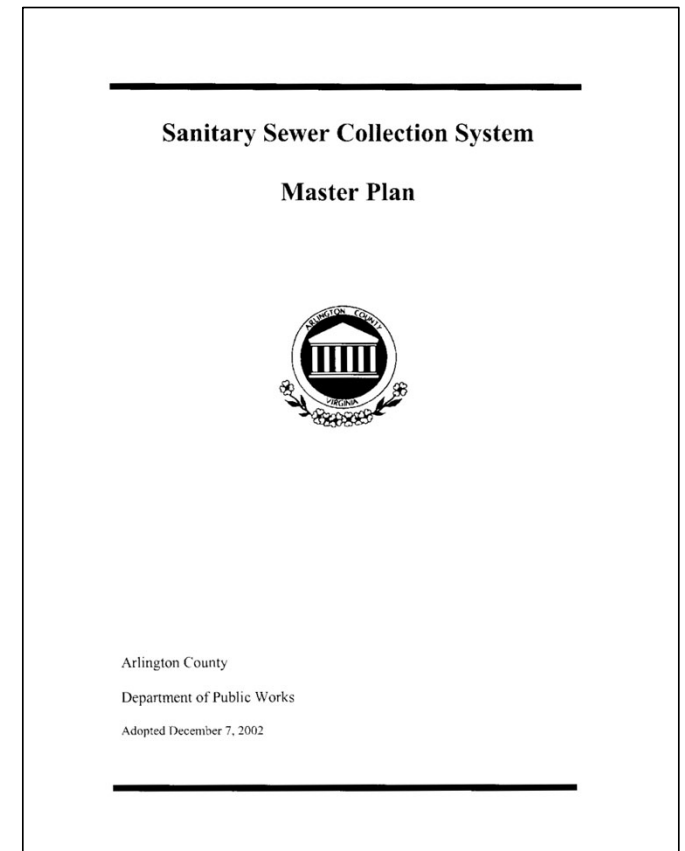 Sanitary Sewer Collection System
Master Plan
ARLINGTON COUNTY
VIRGINIA
Arlington County
Department of Public Works
Adopted December 7, 2002